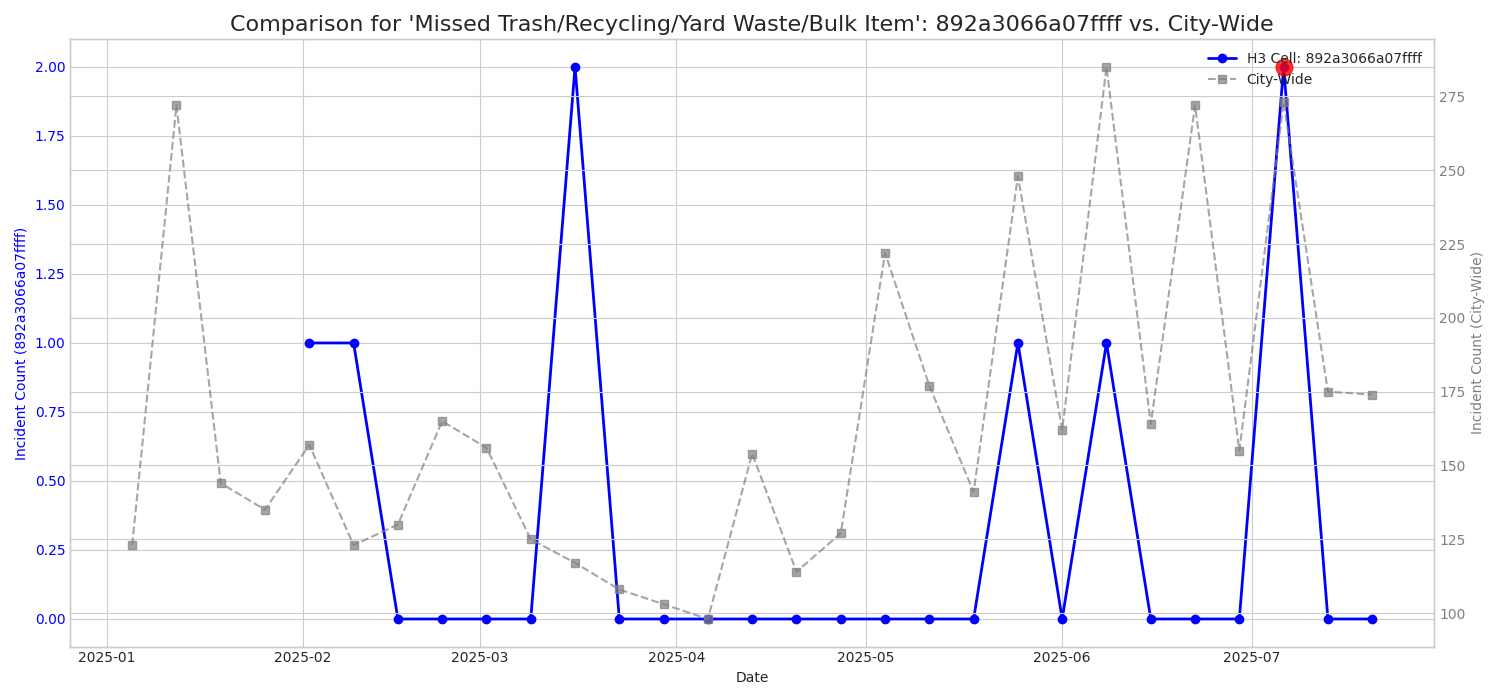 Comparison for 'Missed Trash/Recycling/Yard Waste/Bulk Item': 892a3066a07ffff vs. City-Wide
H3 Cell: 892a3066a07ffff
City-Wide
Incident Count (892a3066a07ffff)
2.00
1.75
1.50
1.25
1.00
0.75
0.50
0.25
0.00
275
250
225
200
175
150
125
100
Incident Count (City-Wide)
2025-01 2025-02 2025-03 2025-04 2025-05 2025-06 2025-07
Date